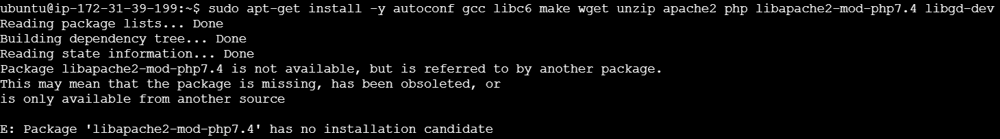 ubuntu@ip-172-31-39-199:~$ sudo apt-get install -y autoconf gcc libc6 make wget unzip apache2 php libapache2-mod-php7.4 libgd-dev
Reading package lists... Done
Building dependency tree... Done
Reading state information... Done
Package libapache2-mod-php7.4 is not available, but is referred to by another package.
This may mean that the package is missing, has been obsoleted, or
is only available from another source
E: Package 'libapache2-mod-php7.4' has no installation candidate